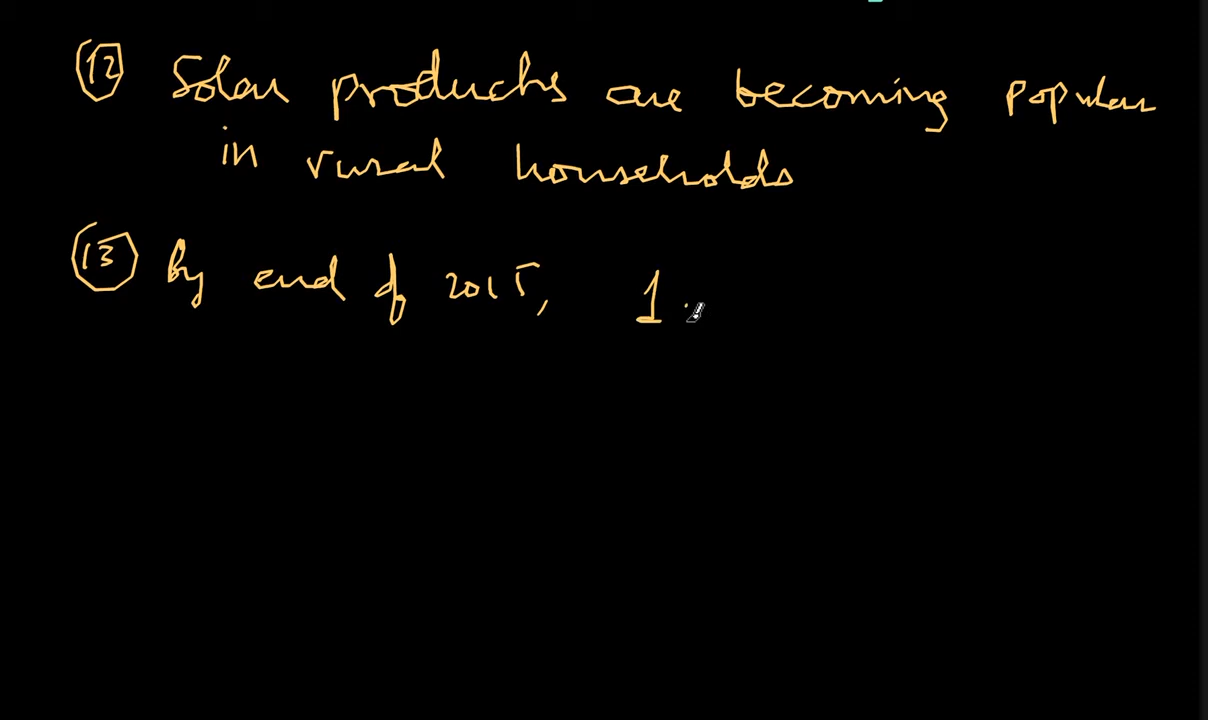 12 Solar products are becoming popular
in rural households
13 By end of 2015, 1.